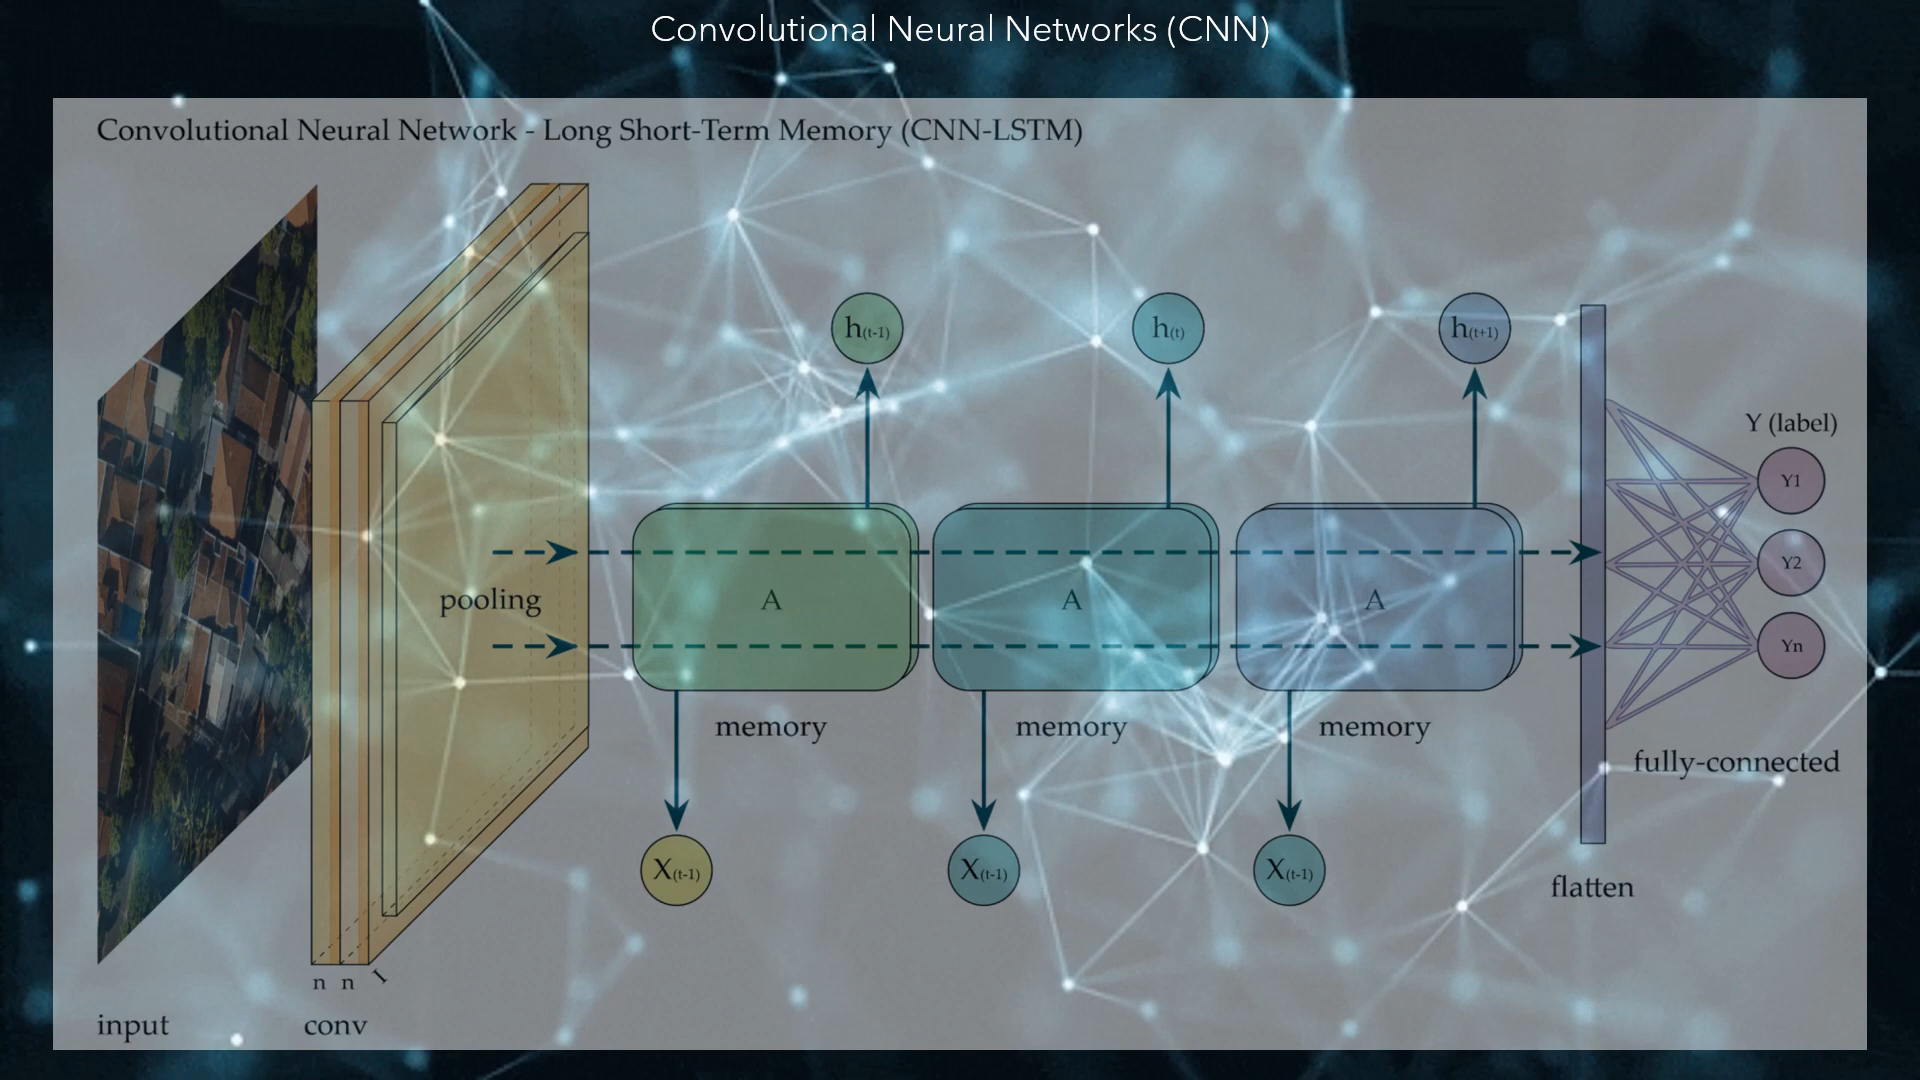 Convolutional Neural Networks (CNN)
Convolutional Neural Network - Long Short-Term Memory (CNN-LSTM)
h(t-1)
h(t)
h(t+1)
Y (label)
Y1
Y2
Yn
pooling
A
A
A
memory
memory
memory
fully-connected
X(t-1)
X(t-1)
X(t-1)
flatten
n n I
input
conv